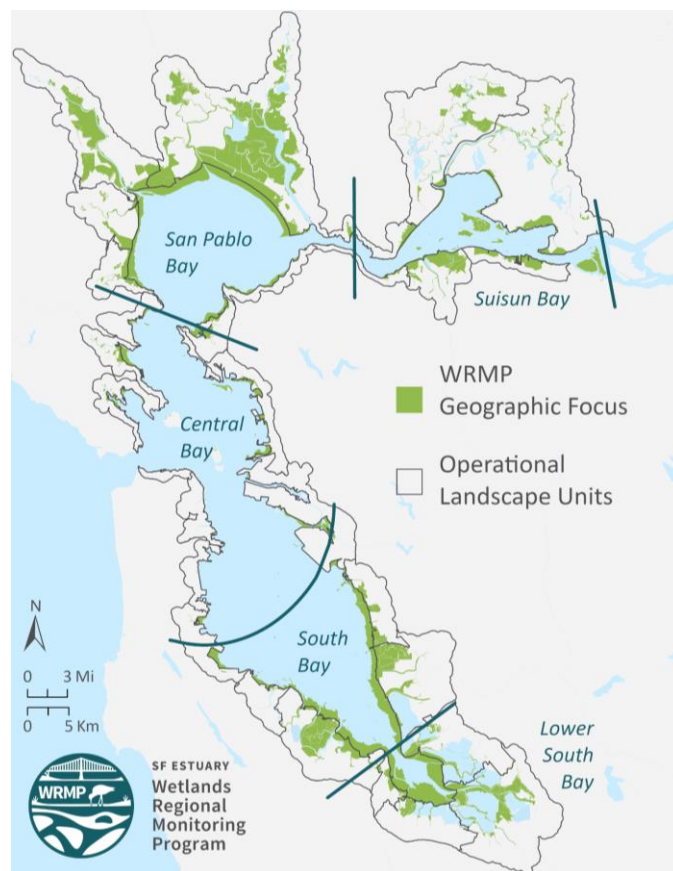 San Pablo
Bay
Suisun Bay
WRMP
Geographic Focus
Central
Bay
Operational
Landscape Units
N
0 3 Mi
0 5 Km
South
Bay
Lower
South
Bay
WRMP
SF ESTUARY
Wetlands
Regional
Monitoring
Program